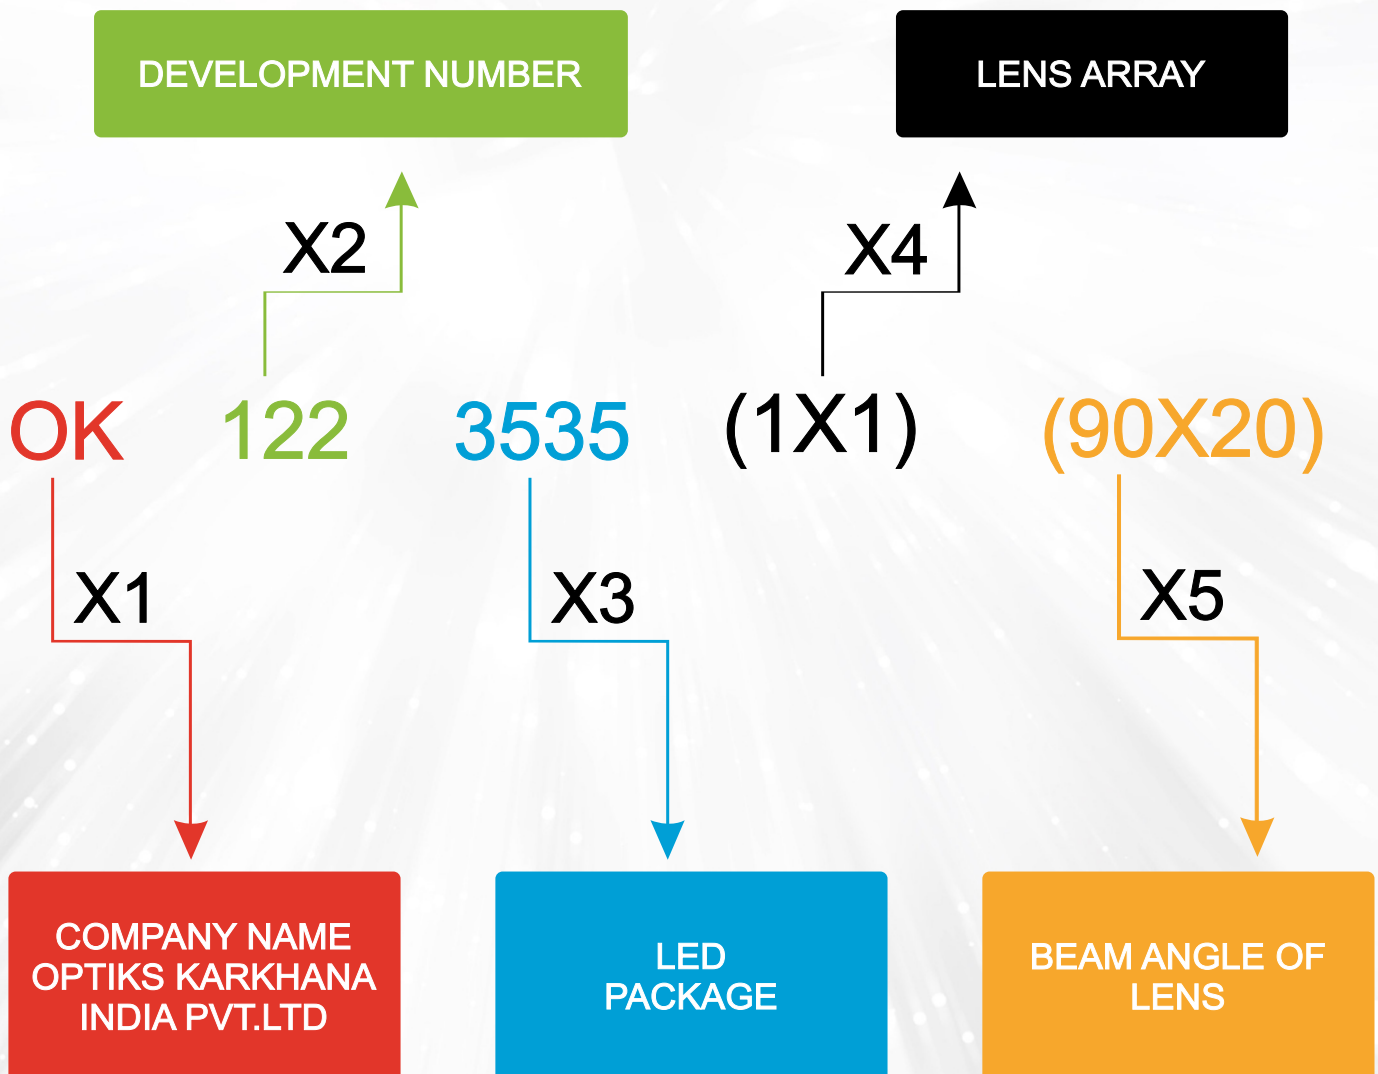 DEVELOPMENT NUMBER
LENS ARRAY
X2
X4
OK 122 3535 (1X1) (90X20)
X1
X3
X5
COMPANY NAME
OPTIKS KARKHANA
INDIA PVT.LTD
LED
PACKAGE
BEAM ANGLE OF
LENS